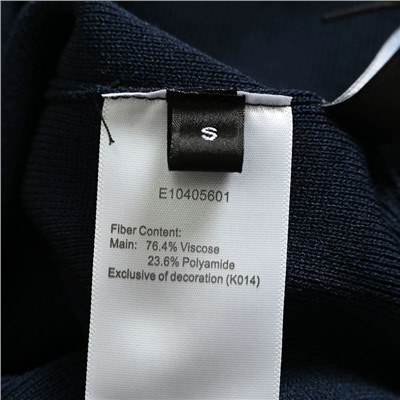 S
E10405601
Fiber Content:
Main: 76.4% Viscose
23.6% Polyamide
Exclusive of decoration (K014)